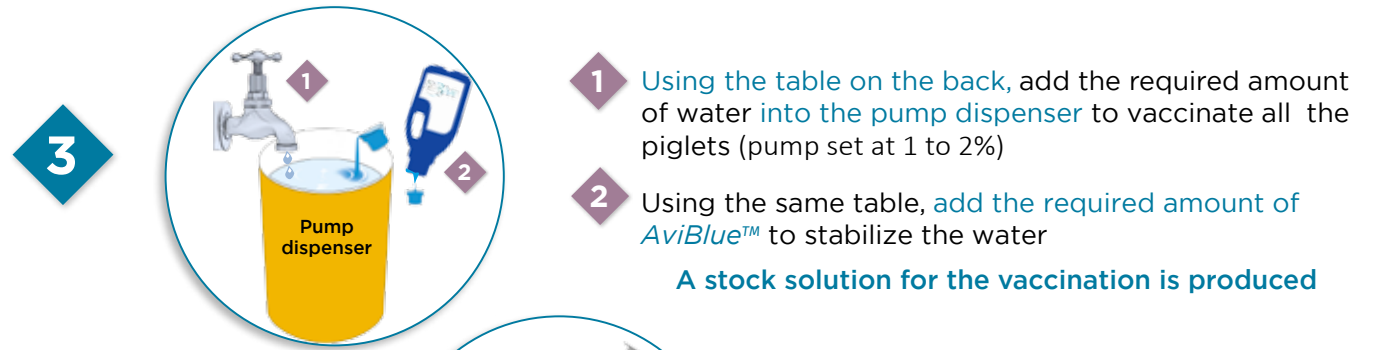 3
1
2
Pump
dispenser
1
Using the table on the back, add the required amount
of water into the pump dispenser to vaccinate all the
piglets (pump set at 1 to 2%)
2
Using the same table, add the required amount of
AviBlue™ to stabilize the water
A stock solution for the vaccination is produced